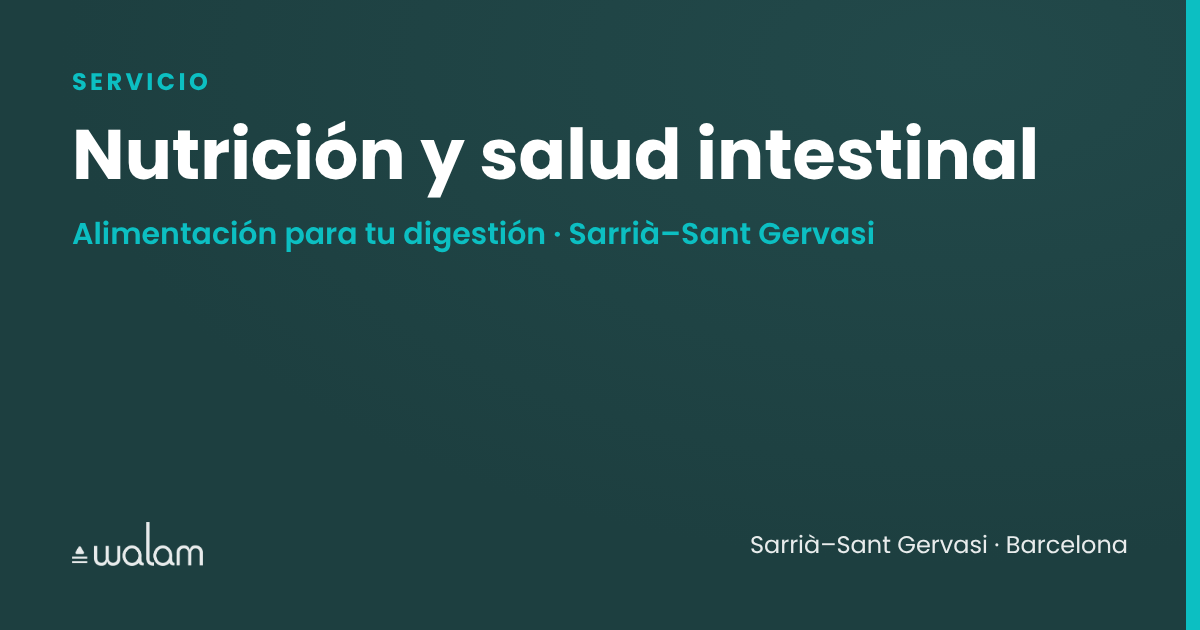 SERVICIO
Nutrición y salud intestinal
Alimentación para tu digestión · Sarrià–Sant Gervasi
walam
Sarrià–Sant Gervasi · Barcelona